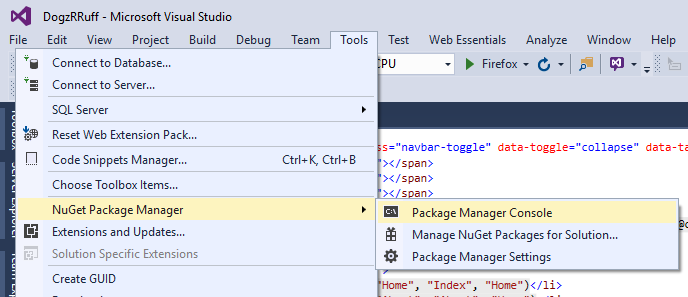 DogzRRuff - Microsoft Visual Studio
File Edit View Project Build Debug Team Tools Test Web Essentials Analyze Window Help
CPU Firefox
Connect to Database...
Connect to Server...
SQL Server
Reset Web Extension Pack...
ss="navbar-toggle" data-toggle="collapse" data-t
Code Snippets Manager... Ctrl+K, Ctrl+B
"></span>
"></span>
Choose Toolbox Items...
"></span>
NuGet Package Manager
Package Manager Console
Extensions and Updates...
Manage NuGet Packages for Solution...
Solution Specific Extensions
Package Manager Settings
Create GUID
"Home", "Index", "Home")</li>